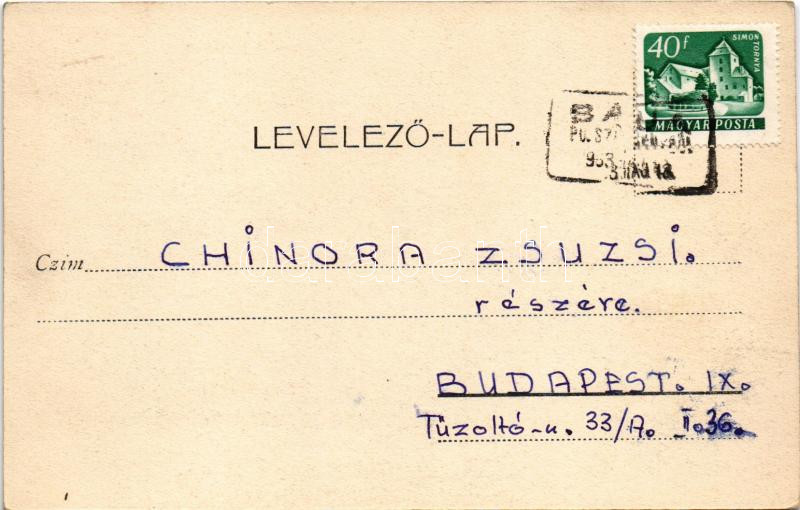 40f
SIMON
TORNYA
MAGYAR POSTA
LEVELEZŐ-LAP.
Czim CHINORA ZSUZSI.
részére.
BUDAPEST. IX.
Tűzoltó-u. 33/A. II.36.